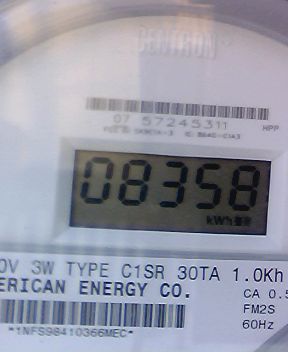 CENTRON
07 57245311
HPP
08358
kWh
0V 3W TYPE C1SR 30TA 1.0Kh
ERICAN ENERGY CO.
CA 0.5
FM2S
60Hz
*1NFS98410366MEC*